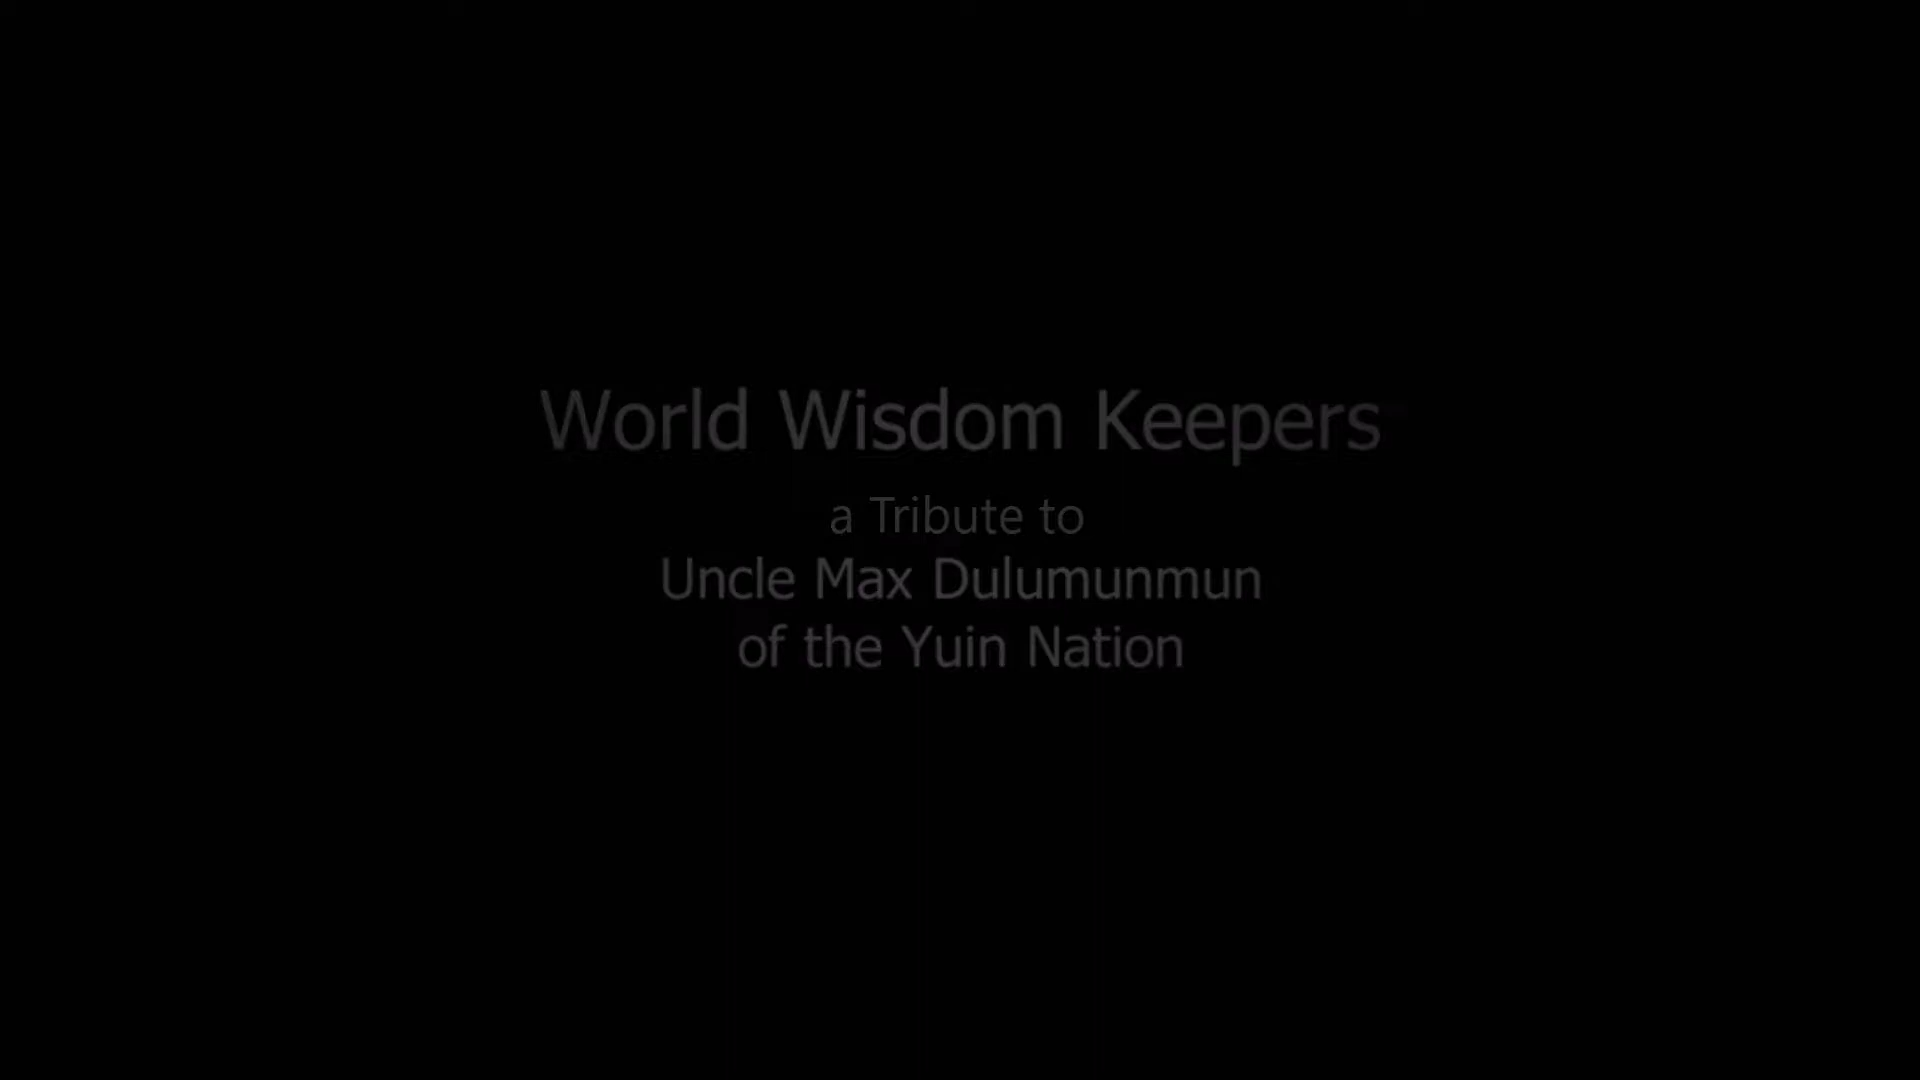 World Wisdom Keepers
a Tribute to
Uncle Max Dulumunmun
of the Yuin Nation